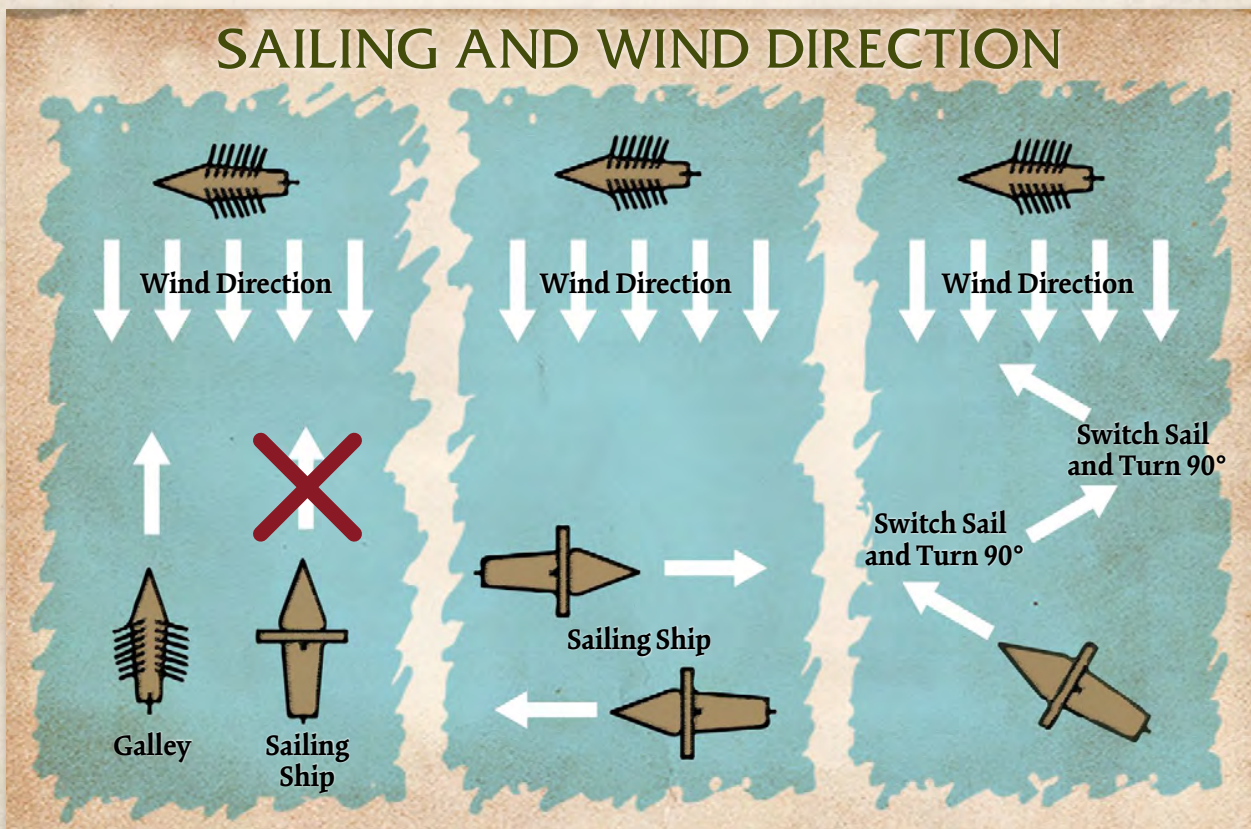 SAILING AND WIND DIRECTION
Wind Direction
Galley
Sailing
Ship
Wind Direction
Sailing Ship
Wind Direction
Switch Sail
and Turn 90°
Switch Sail
and Turn 90°